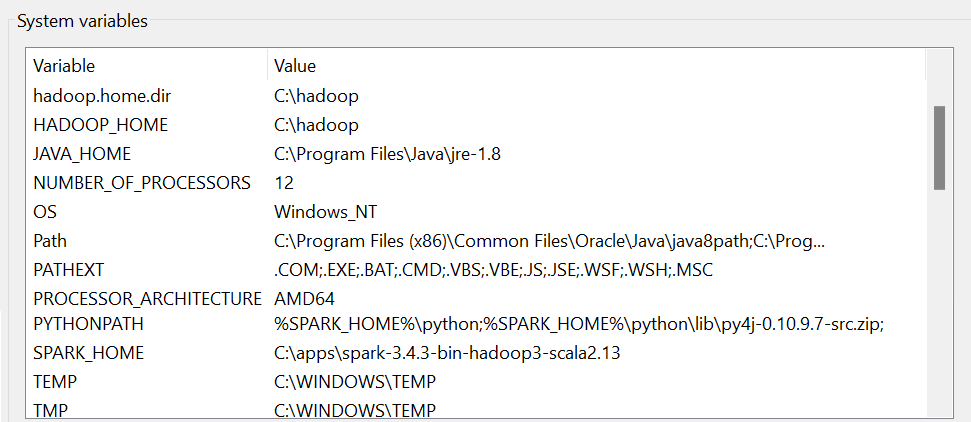 System variables
Variable Value
hadoop.home.dir C:\hadoop
HADOOP_HOME C:\hadoop
JAVA_HOME C:\Program Files\Java\jre-1.8
NUMBER_OF_PROCESSORS 12
OS Windows_NT
Path C:\Program Files (x86)\Common Files\Oracle\Java\java8path;C:\Prog...
PATHEXT .COM;.EXE;.BAT;.CMD;.VBS;.VBE;.JS;.JSE;.WSF;.WSH;.MSC
PROCESSOR_ARCHITECTURE AMD64
PYTHONPATH %SPARK_HOME%\python;%SPARK_HOME%\python\lib\py4j-0.10.9.7-src.zip;
SPARK_HOME C:\apps\spark-3.4.3-bin-hadoop3-scala2.13
TEMP C:\WINDOWS\TEMP
TMP C:\WINDOWS\TEMP